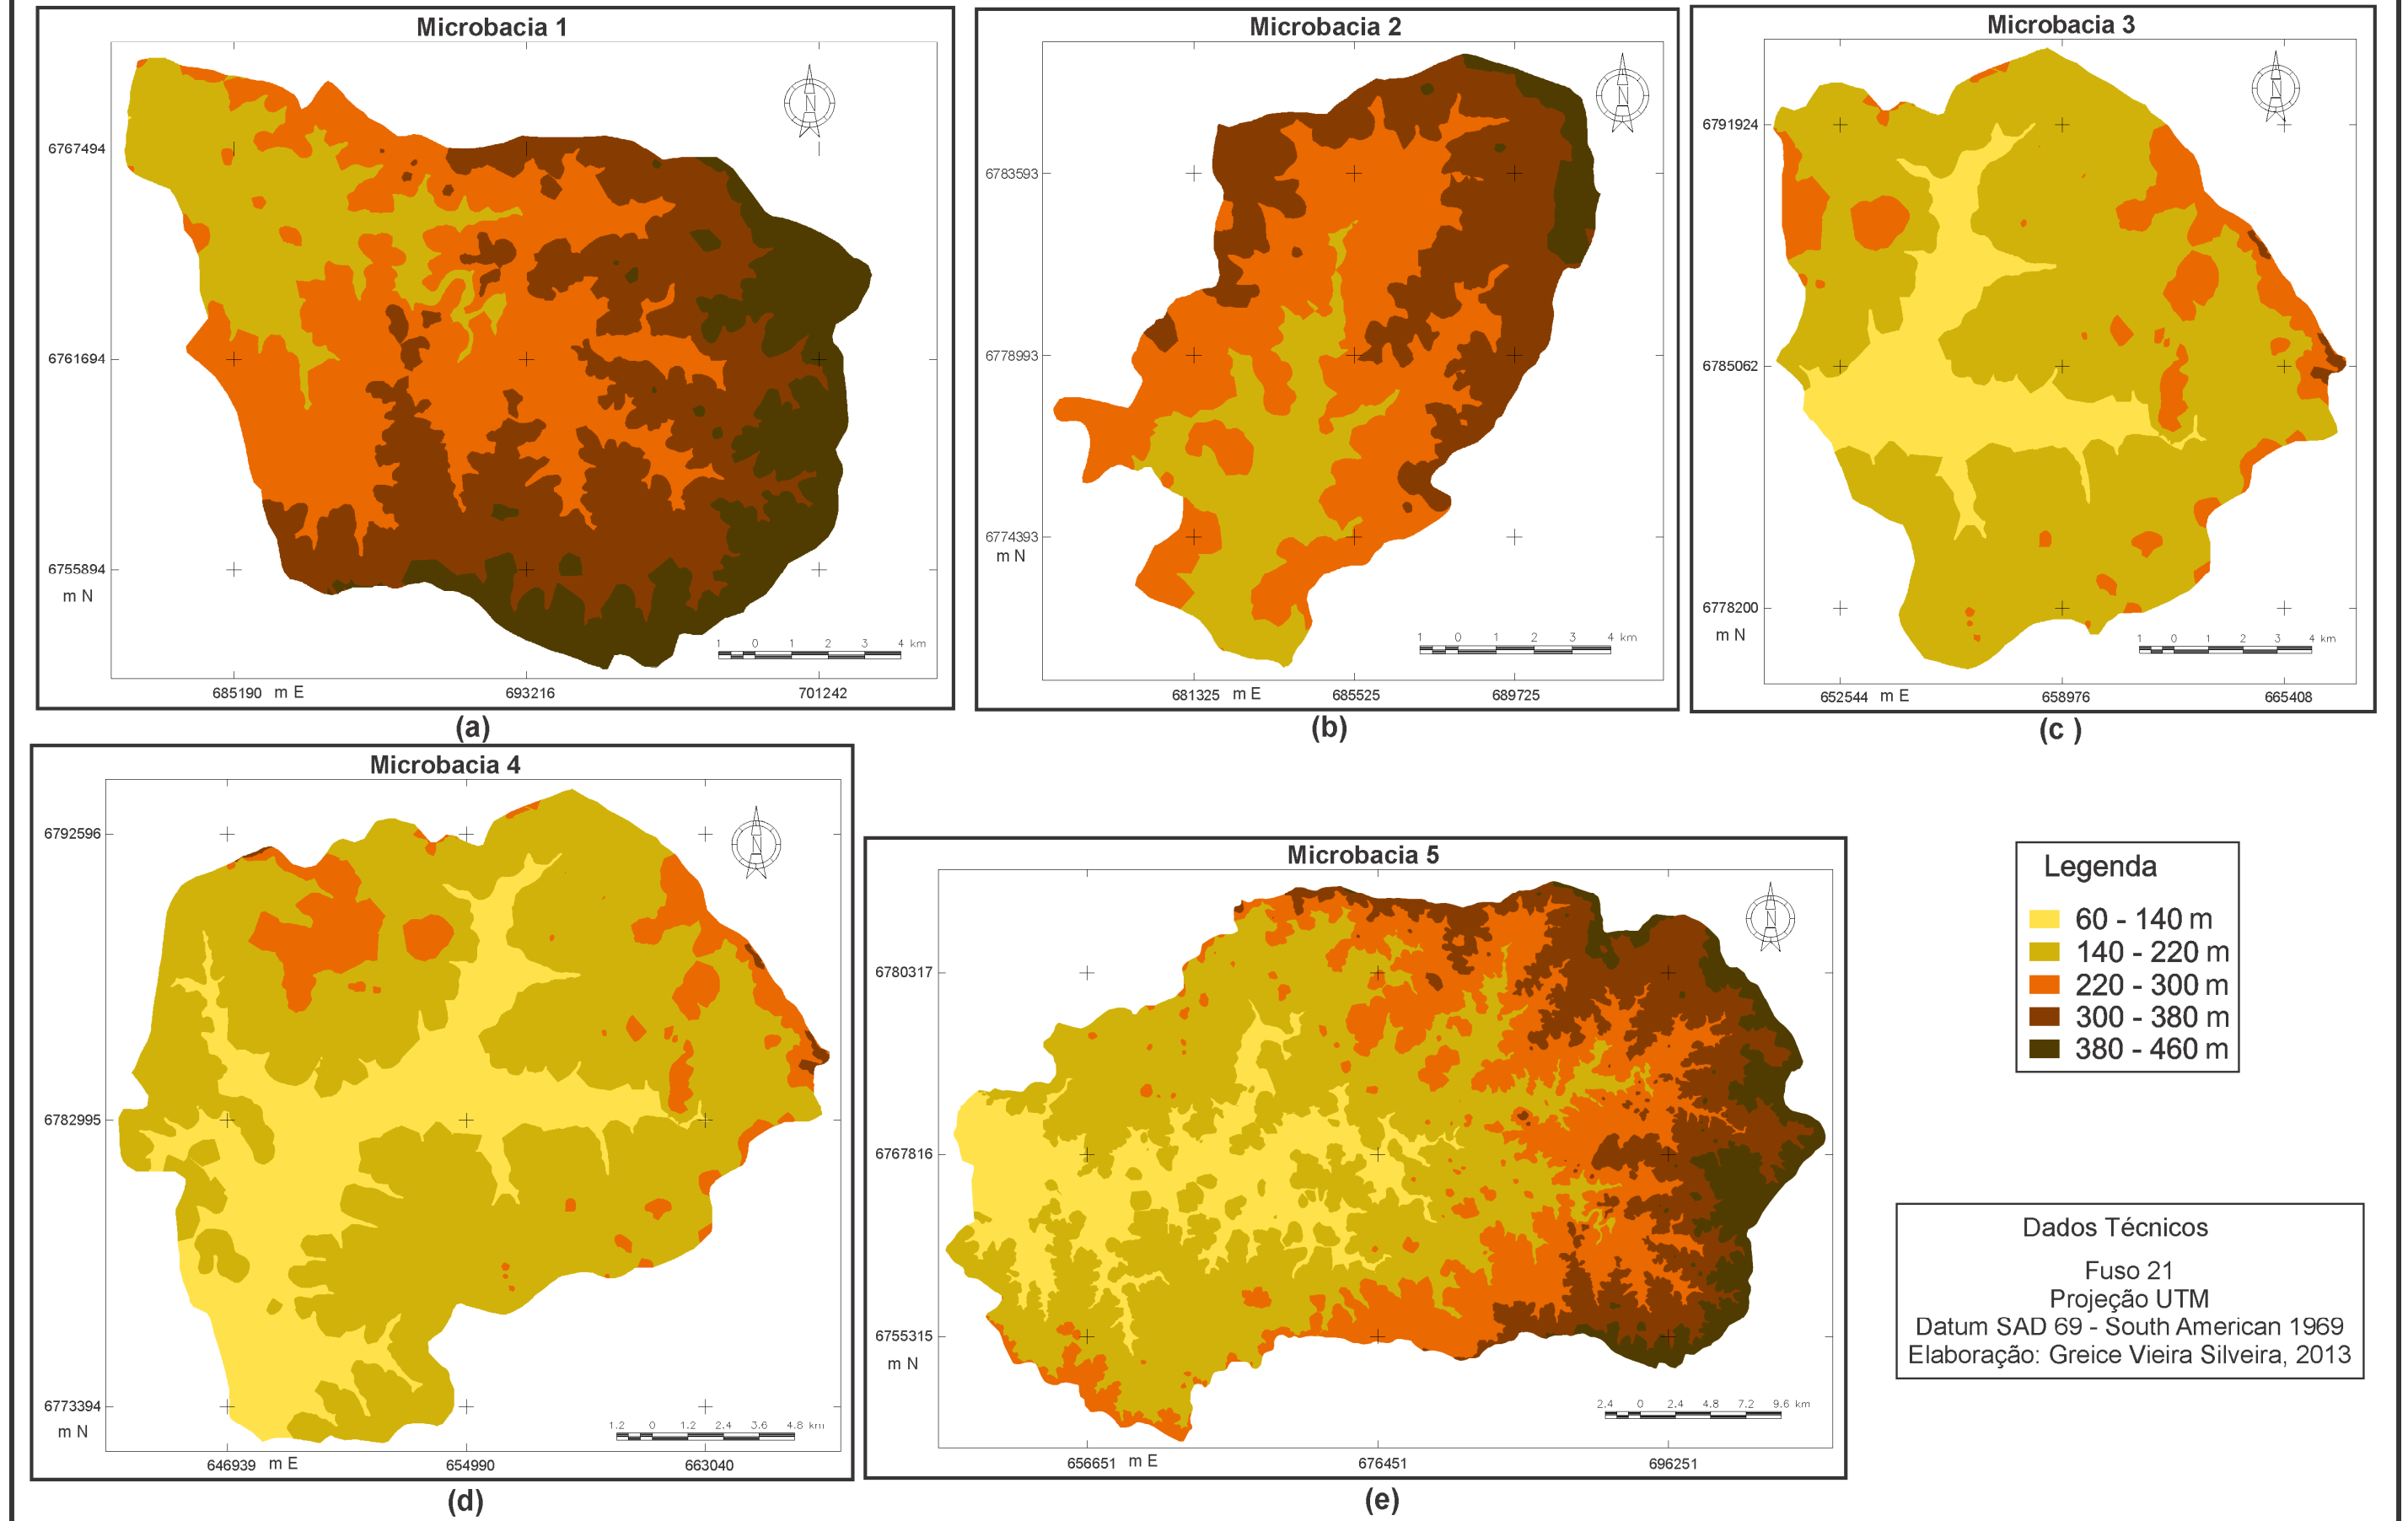 Microbacia 1
N
6767494
6761694
6755894
m N
1 0 1 2 3 4 km
685190 m E 693216 701242
(a)
Microbacia 2
N
6783593
6778993
6774393
m N
1 0 1 2 3 4 km
681325 m E 685525 689725
(b)
Microbacia 3
N
6791924
6785062
6778200
m N
1 0 1 2 3 4 km
652544 m E 658976 665408
(c )
Microbacia 4
N
6792596
6782995
6773394
m N
1.2 0 1.2 2.4 3.6 4.8 km
646939 m E 654990 663040
(d)
Microbacia 5
N
6780317
6767816
6755315
m N
2.4 0 2.4 4.8 7.2 9.6 km
656651 m E 676451 696251
(e)
Legenda
60 - 140 m
140 - 220 m
220 - 300 m
300 - 380 m
380 - 460 m
Dados Técnicos
Fuso 21
Projeção UTM
Datum SAD 69 - South American 1969
Elaboração: Greice Vieira Silveira, 2013